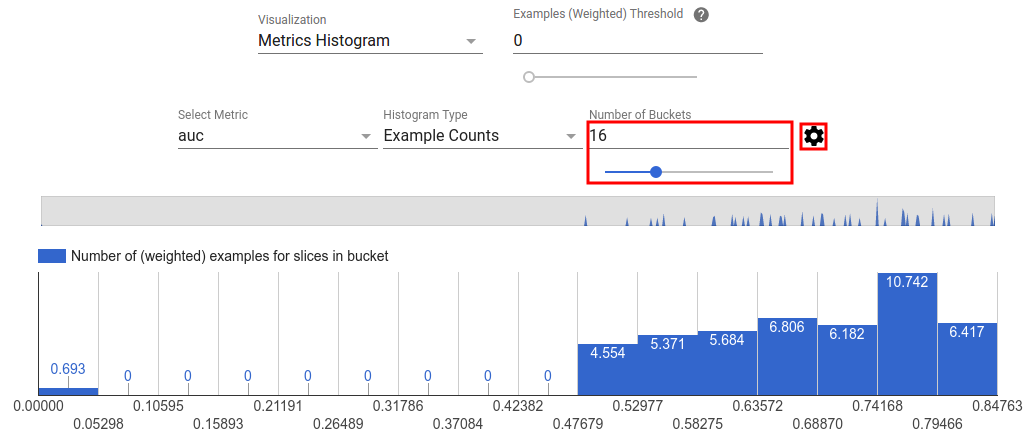 Visualization
Metrics Histogram
Examples (Weighted) Threshold ?
0
Select Metric
auc
Histogram Type
Example Counts
Number of Buckets
16
Number of (weighted) examples for slices in bucket
0.693 0 0 0 0 0 0 0 0 4.554 5.371 5.684 6.806 6.182 10.742 6.417
0.00000 0.10595 0.21191 0.31786 0.42382 0.52977 0.63572 0.74168 0.84763
0.05298 0.15893 0.26489 0.37084 0.47679 0.58275 0.68870 0.79466